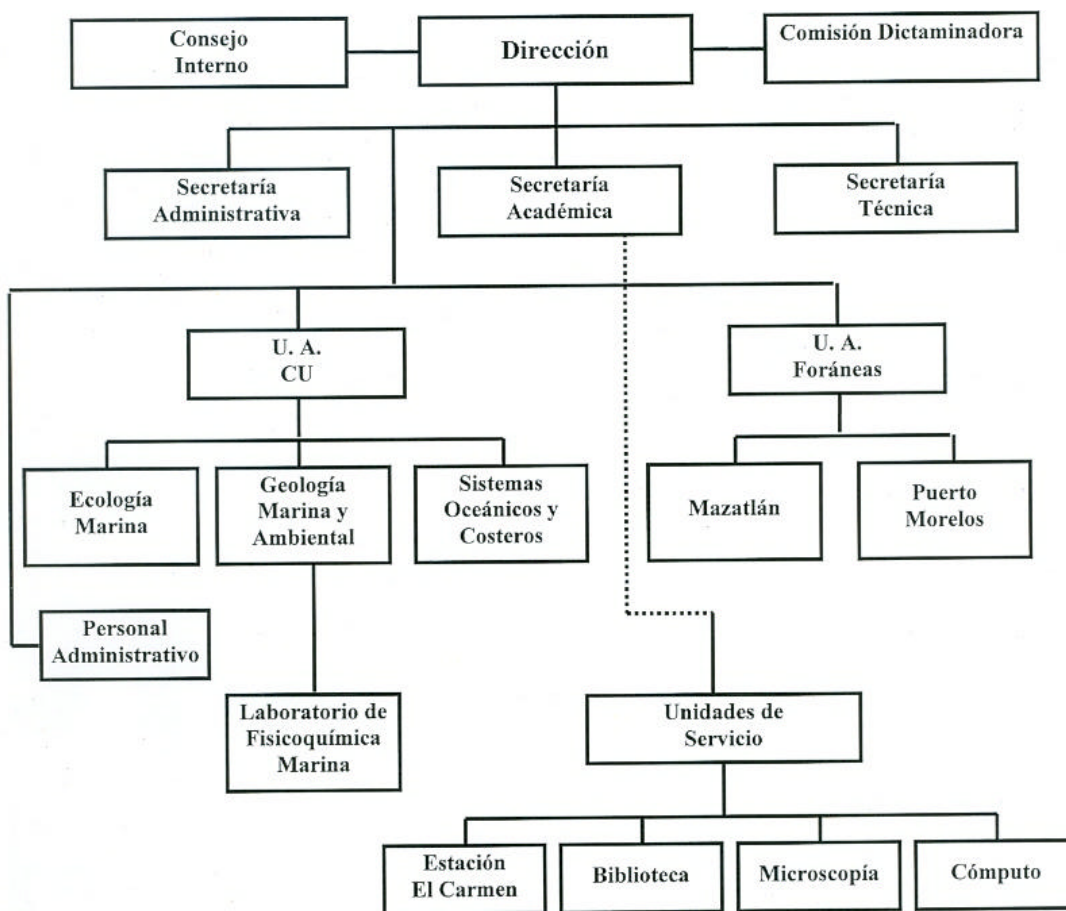 Consejo
Interno
Dirección
Comisión Dictaminadora
Secretaría
Administrativa
Secretaría
Académica
Secretaría
Técnica
U. A.
CU
U. A.
Foráneas
Ecología
Marina
Geología
Marina y
Ambiental
Sistemas
Oceánicos y
Costeros
Mazatlán
Puerto
Morelos
Personal
Administrativo
Laboratorio de
Fisicoquímica
Marina
Unidades de
Servicio
Estación
El Carmen
Biblioteca
Microscopía
Cómputo